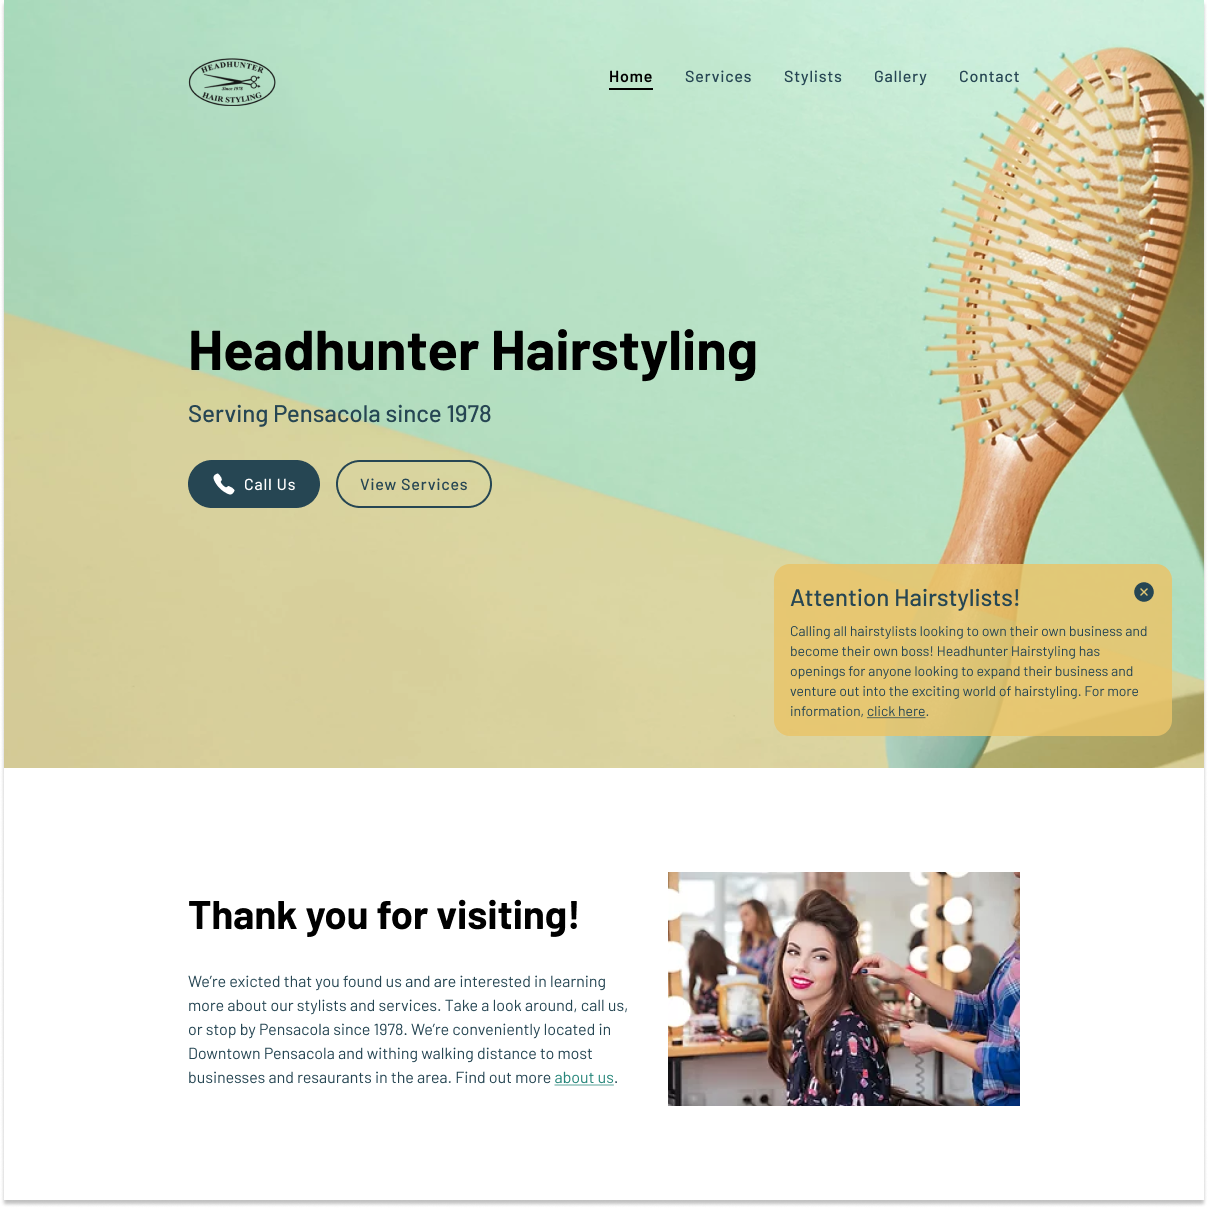 HEADHUNTER
Since 1978
HAIR STYLING
Home Services Stylists Gallery Contact
Headhunter Hairstyling
Serving Pensacola since 1978
Call Us View Services
Attention Hairstylists!
Calling all hairstylists looking to own their own business and
become their own boss! Headhunter Hairstyling has
openings for anyone looking to expand their business and
venture out into the exciting world of hairstyling. For more
information, click here.
Thank you for visiting!
We’re exicted that you found us and are interested in learning
more about our stylists and services. Take a look around, call us,
or stop by Pensacola since 1978. We’re conveniently located in
Downtown Pensacola and withing walking distance to most
businesses and resaurants in the area. Find out more about us.